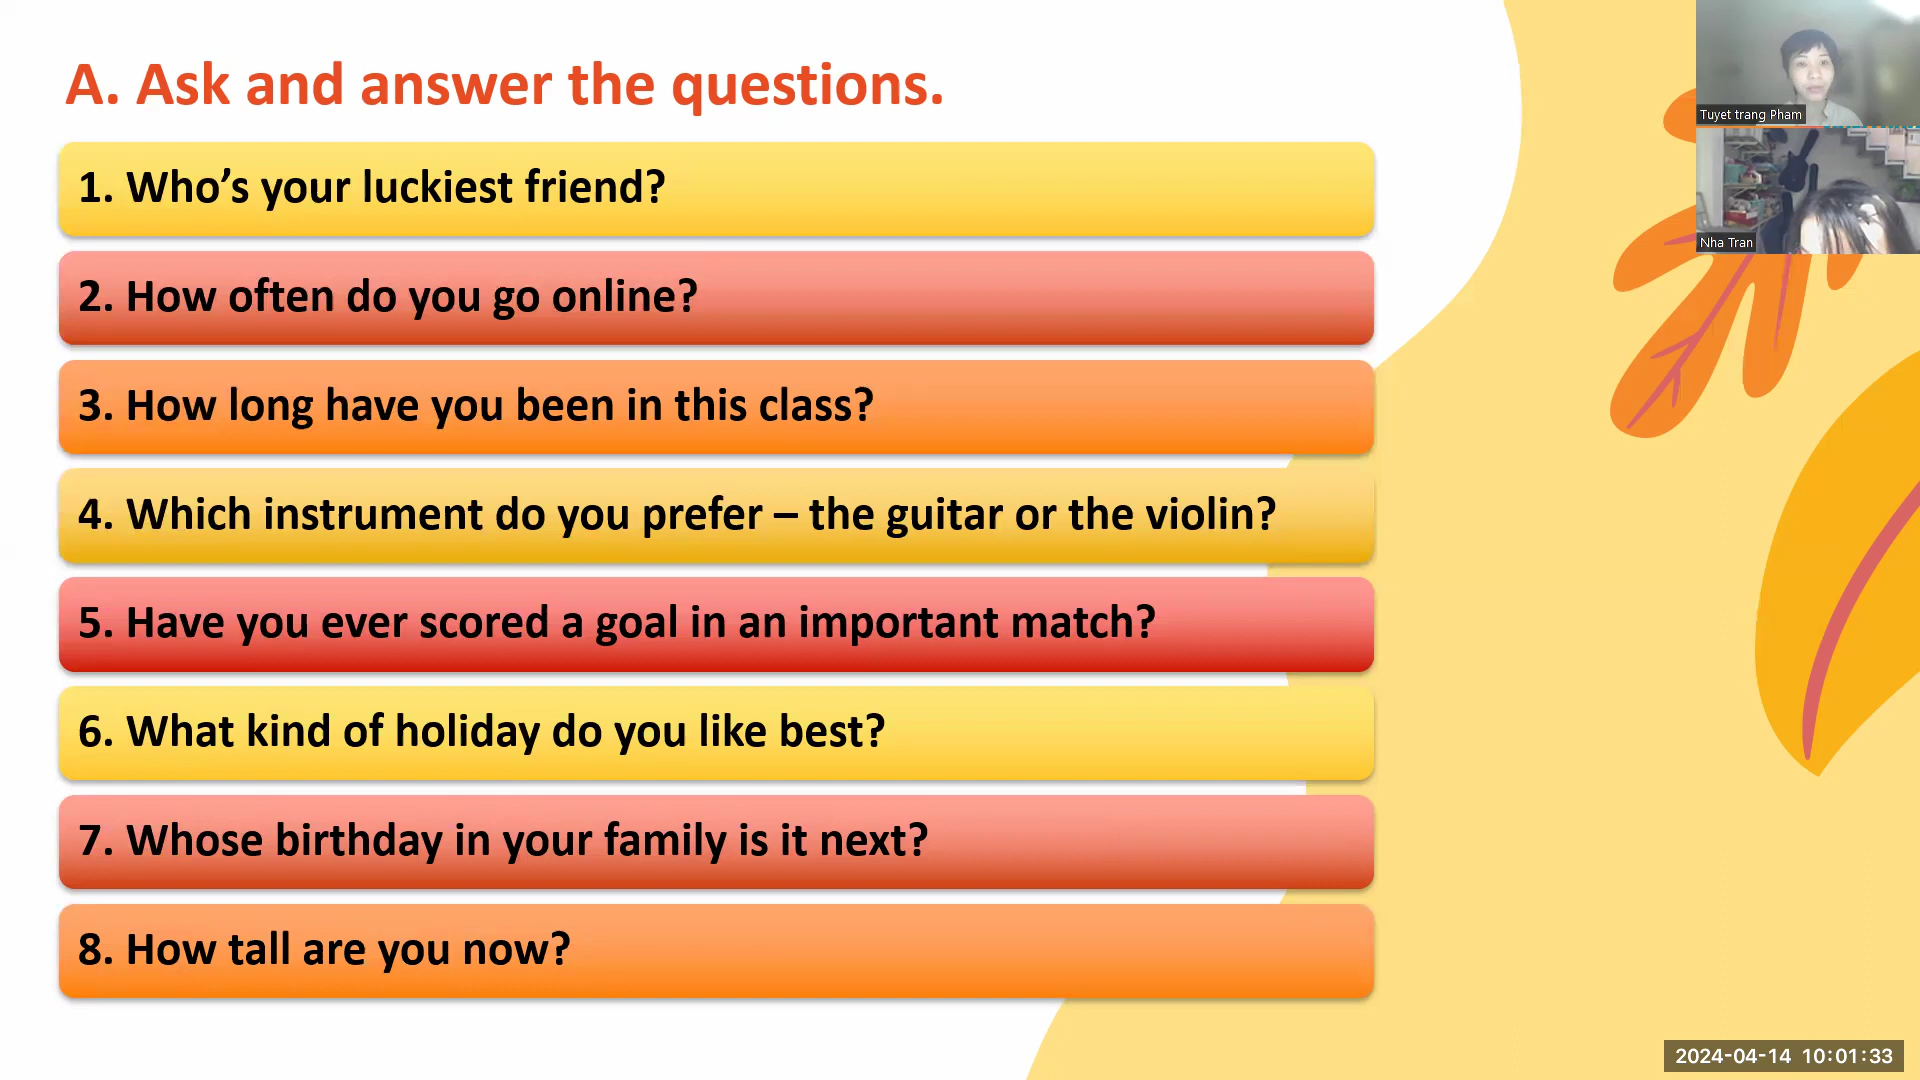 A. Ask and answer the questions.
1. Who’s your luckiest friend?
2. How often do you go online?
3. How long have you been in this class?
4. Which instrument do you prefer – the guitar or the violin?
5. Have you ever scored a goal in an important match?
6. What kind of holiday do you like best?
7. Whose birthday in your family is it next?
8. How tall are you now?
Tuyet trang Pham
Nha Tran
2024-04-14 10:01:33